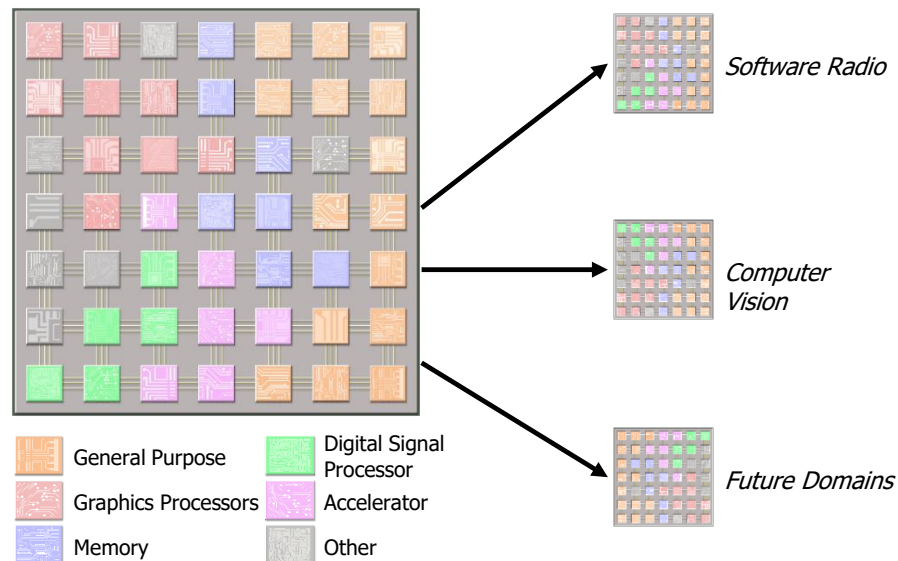 Software Radio
Computer
Vision
Future Domains
General Purpose
Digital Signal
Processor
Graphics Processors
Accelerator
Memory
Other